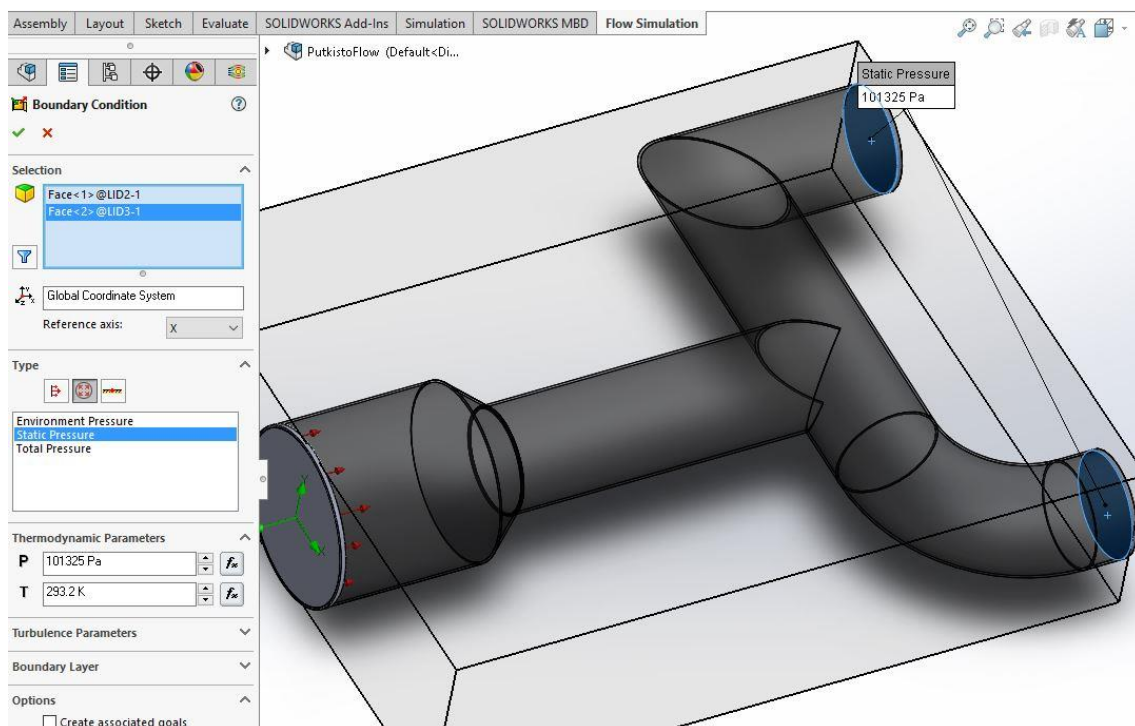 Assembly Layout Sketch Evaluate SOLIDWORKS Add-Ins Simulation SOLIDWORKS MBD Flow Simulation
PutkistoFlow (Default<Di...
Boundary Condition
Selection
Face<1>@LID2-1
Face<2>@LID3-1
Global Coordinate System
Reference axis: X
Type
Environment Pressure
Static Pressure
Total Pressure
Thermodynamic Parameters
P 101325 Pa
T 293.2 K
Turbulence Parameters
Boundary Layer
Options
Create associated goals
Static Pressure
101325 Pa
Y
X